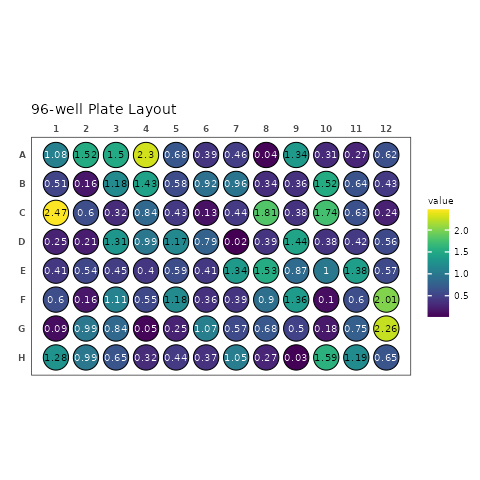 96-well Plate Layout
1 2 3 4 5 6 7 8 9 10 11 12
A 1.08 1.52 1.5 2.3 0.68 0.39 0.46 0.04 1.34 0.31 0.27 0.62
B 0.51 0.16 1.18 1.43 0.58 0.92 0.96 0.34 0.36 1.52 0.64 0.43
C 2.47 0.6 0.32 0.84 0.43 0.13 0.44 1.81 0.38 1.74 0.63 0.24
D 0.25 0.21 1.31 0.99 1.17 0.79 0.02 0.39 1.44 0.38 0.42 0.56
E 0.41 0.54 0.45 0.4 0.59 0.41 1.34 1.53 0.87 1 1.38 0.57
F 0.6 0.16 1.11 0.55 1.18 0.36 0.39 0.9 1.36 0.1 0.6 2.01
G 0.09 0.99 0.84 0.05 0.25 1.07 0.57 0.68 0.5 0.18 0.75 2.26
H 1.28 0.99 0.65 0.32 0.44 0.37 1.05 0.27 0.03 1.59 1.19 0.65
value
2.0
1.5
1.0
0.5